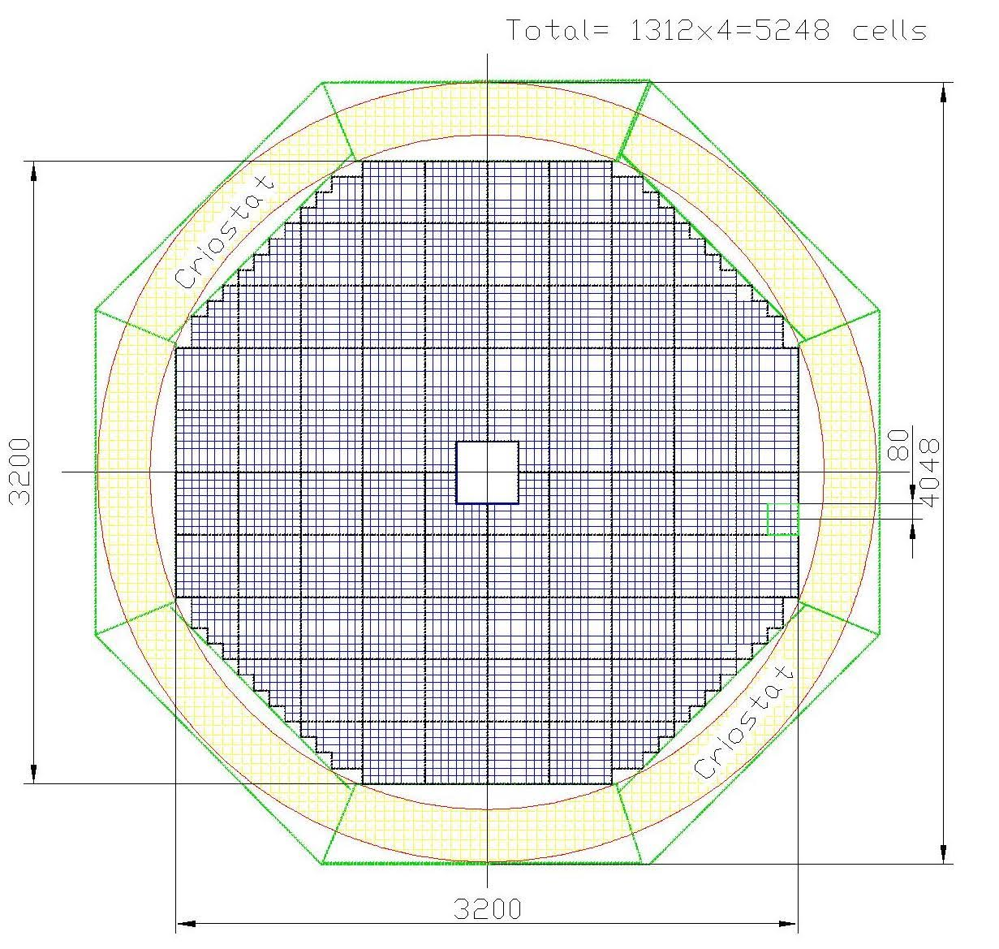 Total= 1312x4=5248 cells
Criostat
3200
80
4048
Criostat
3200